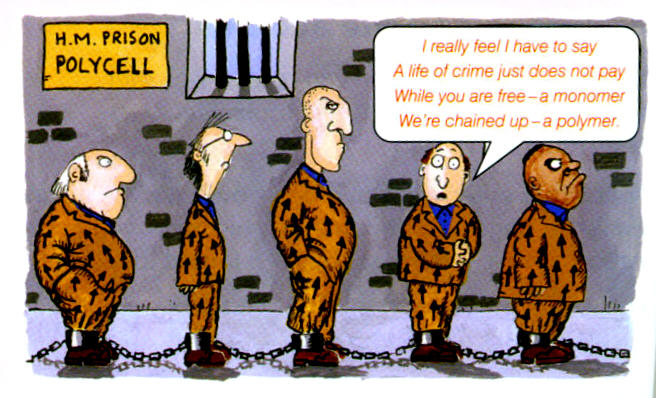 H.M. PRISON
POLYCELL
I really feel I have to say
A life of crime just does not pay
While you are free – a monomer
We're chained up – a polymer.